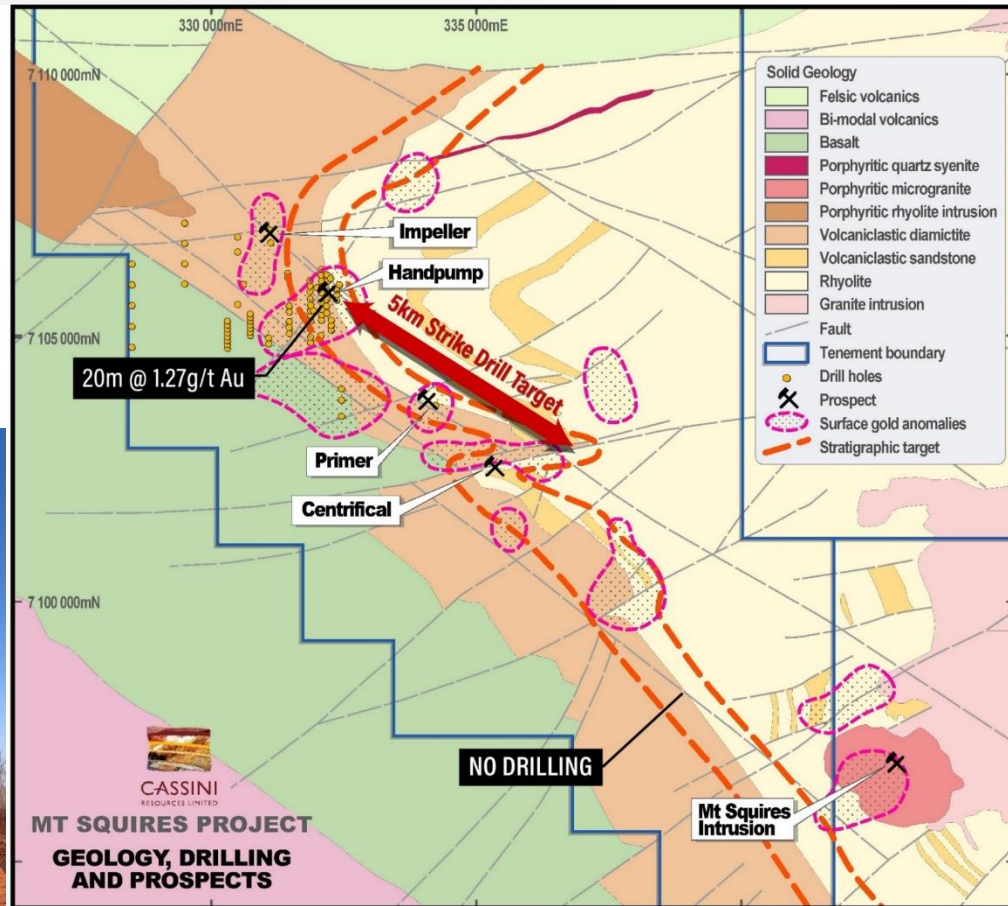 330 000mE
335 000mE
7 110 000mN
Solid Geology
Felsic volcanics
Bi-modal volcanics
Basalt
Porphyritic quartz syenite
Porphyritic microgranite
Porphyritic rhyolite intrusion
Volcaniclastic diamictite
Volcaniclastic sandstone
Rhyolite
Granite intrusion
Fault
Tenement boundary
Drill holes
Prospect
Surface gold anomalies
Stratigraphic target
Impeller
Handpump
7 105 000mN
5km Strike Drill Target
20m @ 1.27g/t Au
Primer
Centrifical
7 100 000mN
NO DRILLING
Mt Squires
Intrusion
CASSINI
RESOURCES LIMITED
MT SQUIRES PROJECT
GEOLOGY, DRILLING
AND PROSPECTS